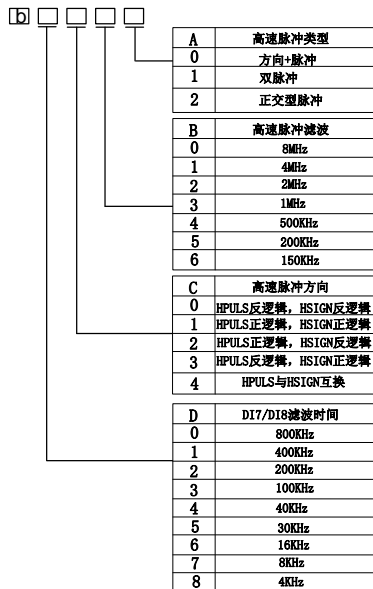 b
A 高速脉冲类型
0 方向+脉冲
1 双脉冲
2 正交型脉冲
B 高速脉冲滤波
0 8MHz
1 4MHz
2 2MHz
3 1MHz
4 500KHz
5 200KHz
6 150KHz
C 高速脉冲方向
0 HPULS反逻辑，HSIGN反逻辑
1 HPULS正逻辑，HSIGN正逻辑
2 HPULS正逻辑，HSIGN反逻辑
3 HPULS反逻辑，HSIGN正逻辑
4 HPULS与HSIGN互换
D DI7/DI8滤波时间
0 800KHz
1 400KHz
2 200KHz
3 100KHz
4 40KHz
5 30KHz
6 16KHz
7 8KHz
8 4KHz